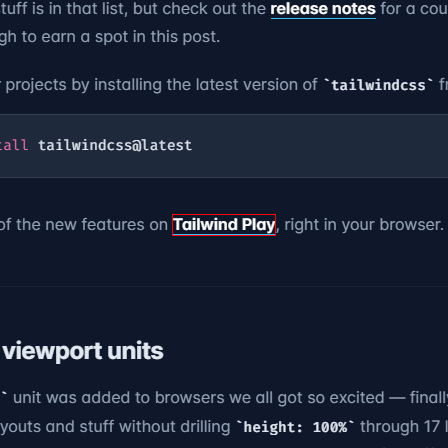 tuff is in that list, but check out the release notes for a cou
gh to earn a spot in this post.
projects by installing the latest version of `tailwindcss` f
all tailwindcss@latest
of the new features on Tailwind Play, right in your browser.
viewport units
` unit was added to browsers we all got so excited — finally
youts and stuff without drilling `height: 100%` through 17